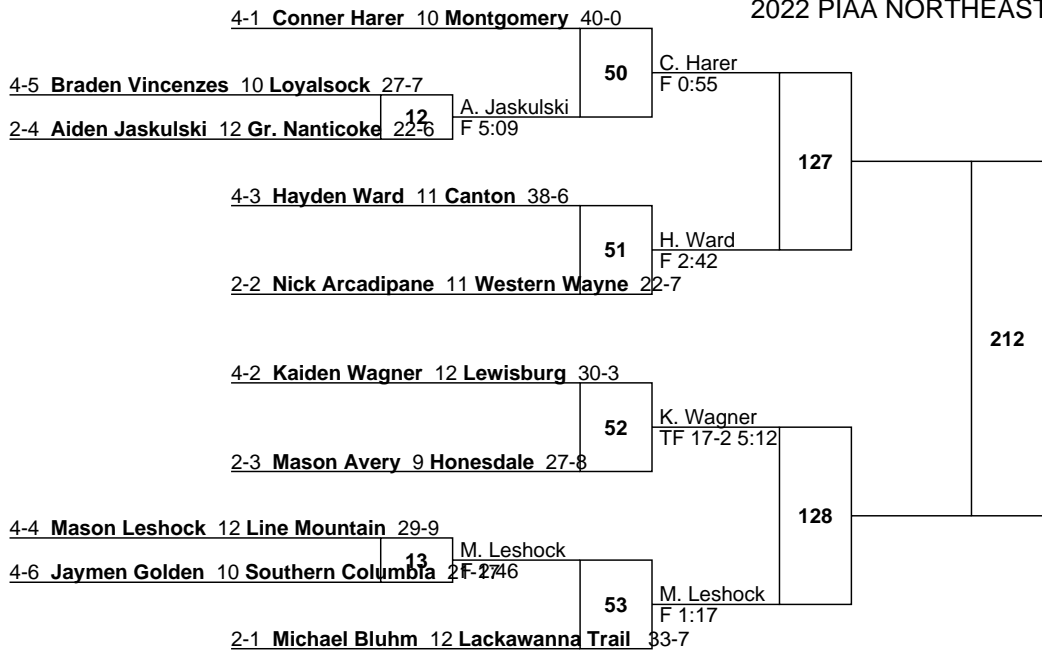 2022 PIAA NORTHEAST
4-1 Conner Harer 10 Montgomery 40-0
50
C. Harer
F 0:55
4-5 Braden Vincenzes 10 Loyalsock 27-7
12
A. Jaskulski
F 5:09
2-4 Aiden Jaskulski 12 Gr. Nanticoke 22-6
127
4-3 Hayden Ward 11 Canton 38-6
51
H. Ward
F 2:42
2-2 Nick Arcadipane 11 Western Wayne 22-7
212
4-2 Kaiden Wagner 12 Lewisburg 30-3
52
K. Wagner
TF 17-2 5:12
2-3 Mason Avery 9 Honesdale 27-8
128
4-4 Mason Leshock 12 Line Mountain 29-9
13
M. Leshock
F 2:46
4-6 Jaymen Golden 10 Southern Columbia 21-17
53
M. Leshock
F 1:17
2-1 Michael Bluhm 12 Lackawanna Trail 33-7